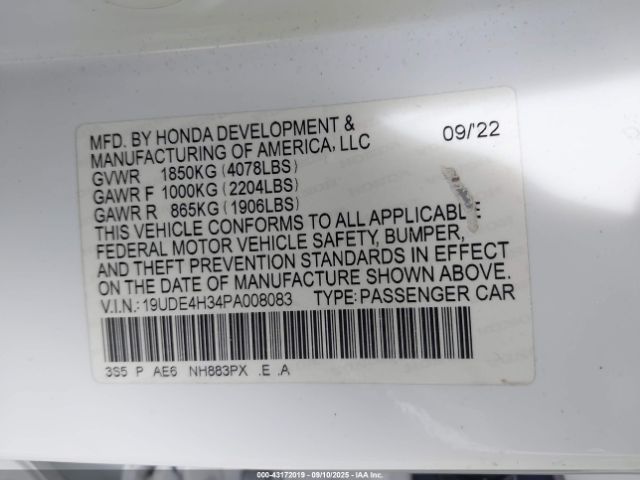 MFD. BY HONDA DEVELOPMENT & 09/'22
MANUFACTURING OF AMERICA, LLC
GVWR 1850KG (4078LBS)
GAWR F 1000KG (2204LBS)
GAWR R 865KG (1906LBS)
THIS VEHICLE CONFORMS TO ALL APPLICABLE
FEDERAL MOTOR VEHICLE SAFETY, BUMPER,
AND THEFT PREVENTION STANDARDS IN EFFECT
ON THE DATE OF MANUFACTURE SHOWN ABOVE.
V.I.N.: 19UDE4H34PA008083 TYPE: PASSENGER CAR
3S5 P AE6 NH883PX .E .A
000-43172019 - 09/10/2025 - IAA Inc.